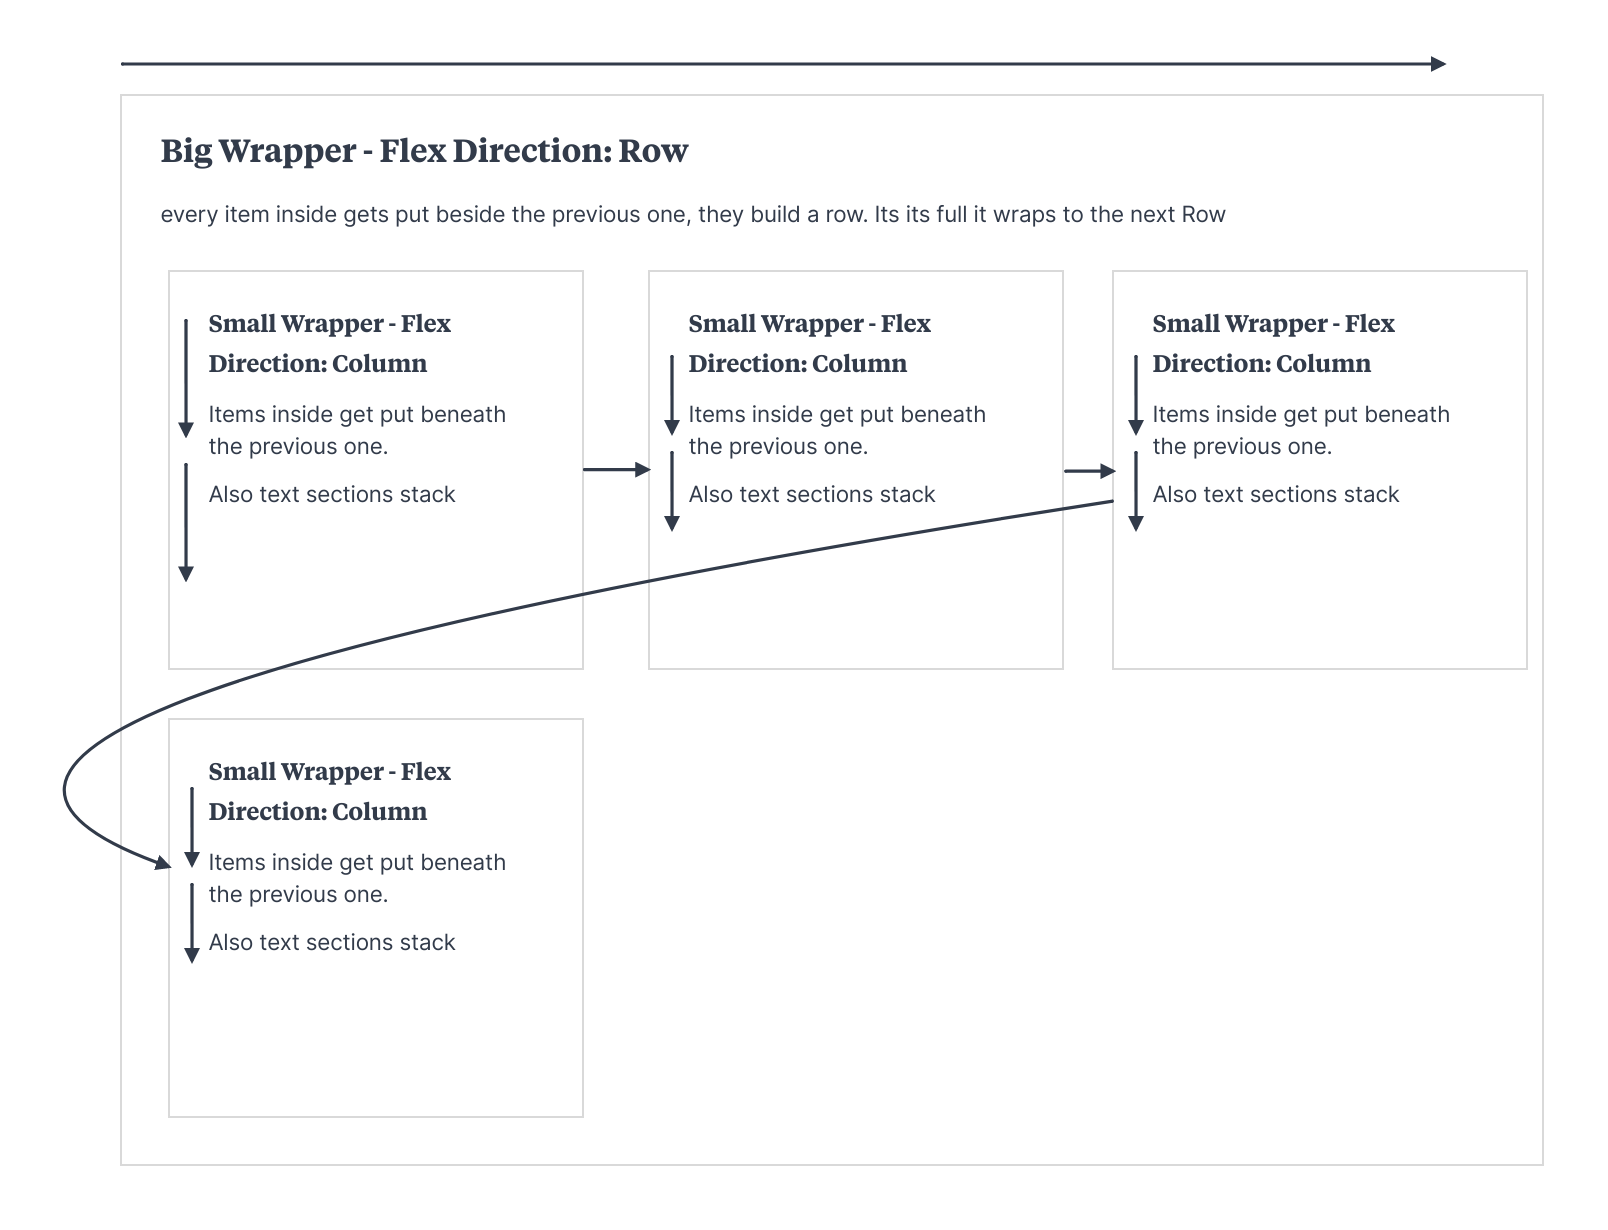 Big Wrapper - Flex Direction: Row
every item inside gets put beside the previous one, they build a row. Its its full it wraps to the next Row
Small Wrapper - Flex
Direction: Column
Items inside get put beneath
the previous one.
Also text sections stack
Small Wrapper - Flex
Direction: Column
Items inside get put beneath
the previous one.
Also text sections stack
Small Wrapper - Flex
Direction: Column
Items inside get put beneath
the previous one.
Also text sections stack
Small Wrapper - Flex
Direction: Column
Items inside get put beneath
the previous one.
Also text sections stack